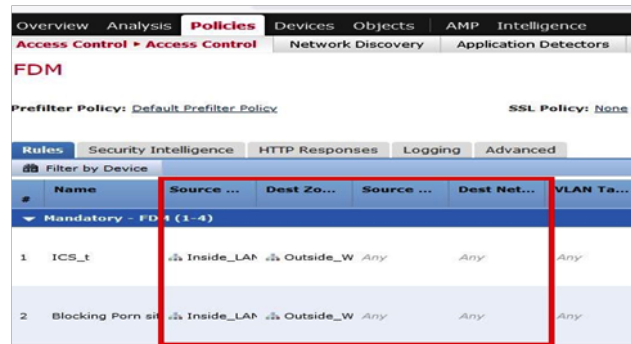 Overview Analysis Policies Devices Objects AMP Intelligence
Access Control ▸ Access Control Network Discovery Application Detectors
FDM
Prefilter Policy: Default Prefilter Policy SSL Policy: None
Rules Security Intelligence HTTP Responses Logging Advanced
Filter by Device
# Name Source ... Dest Zo... Source ... Dest Net... VLAN Ta...
Mandatory - FDM (1-4)
1 ICS_t Inside_LAN Outside_W Any Any Any
2 Blocking Porn sit Inside_LAN Outside_W Any Any Any